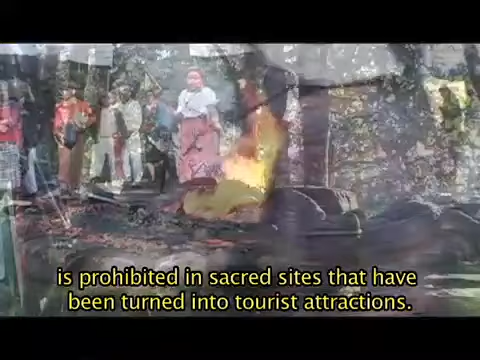 is prohibited in sacred sites that have
been turned into tourist attractions.